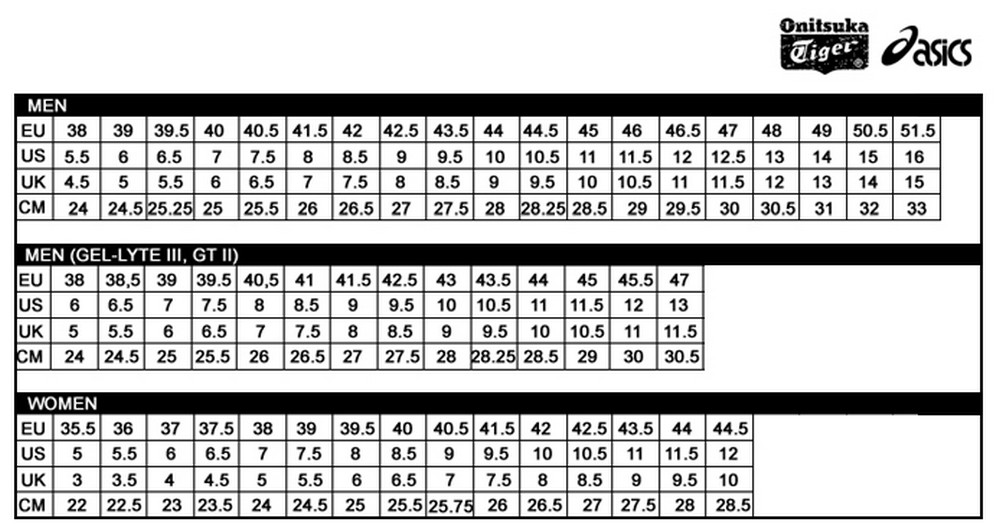 Onitsuka
Tiger ® asics
MEN
EU 38 39 39.5 40 40.5 41.5 42 42.5 43.5 44 44.5 45 46 46.5 47 48 49 50.5 51.5
US 5.5 6 6.5 7 7.5 8 8.5 9 9.5 10 10.5 11 11.5 12 12.5 13 14 15 16
UK 4.5 5 5.5 6 6.5 7 7.5 8 8.5 9 9.5 10 10.5 11 11.5 12 13 14 15
CM 24 24.5 25.25 25 25.5 26 26.5 27 27.5 28 28.25 28.5 29 29.5 30 30.5 31 32 33
MEN (GEL-LYTE III, GT II)
EU 38 38,5 39 39.5 40,5 41 41.5 42.5 43 43.5 44 45 45.5 47
US 6 6.5 7 7.5 8 8.5 9 9.5 10 10.5 11 11.5 12 13
UK 5 5.5 6 6.5 7 7.5 8 8.5 9 9.5 10 10.5 11 11.5
CM 24 24.5 25 25.5 26 26.5 27 27.5 28 28.25 28.5 29 30 30.5
WOMEN
EU 35.5 36 37 37.5 38 39 39.5 40 40.5 41.5 42 42.5 43.5 44 44.5
US 5 5.5 6 6.5 7 7.5 8 8.5 9 9.5 10 10.5 11 11.5 12
UK 3 3.5 4 4.5 5 5.5 6 6.5 7 7.5 8 8.5 9 9.5 10
CM 22 22.5 23 23.5 24 24.5 25 25.5 25.75 26 26.5 27 27.5 28 28.5